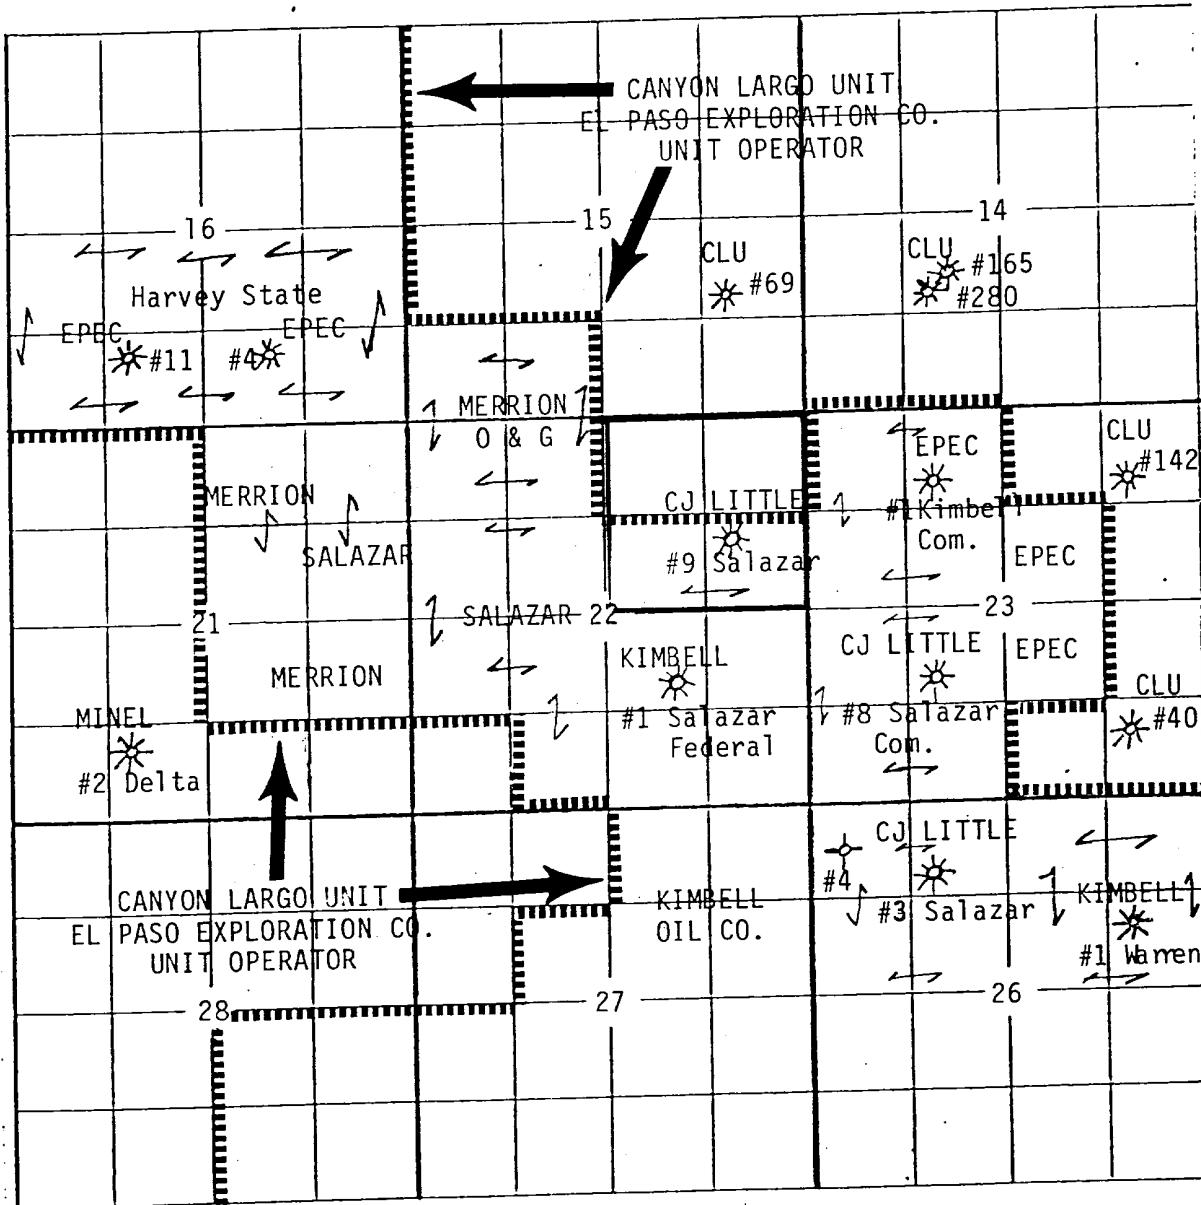 CANYON LARGO UNIT
EL PASO EXPLORATION CO.
UNIT OPERATOR
16
15
14
CLU
#69
CLU
#165
#280
Harvey State
EPEC
#11
EPEC
#4
MERRION
O & G
EPEC
#1 Kimbell
Com.
CLU
#142
MERRION
SALAZAR
CJ LITTLE
#9 Salazar
EPEC
21
SALAZAR
22
23
MERRION
KIMBELL
#1 Salazar
Federal
CJ LITTLE
#8 Salazar
Com.
EPEC
CLU
#40
MINEL
#2 Delta
CANYON LARGO UNIT
EL PASO EXPLORATION CO.
UNIT OPERATOR
KIMBELL
OIL CO.
#4
CJ LITTLE
#3 Salazar
KIMBELL
#1 Warren
28
27
26